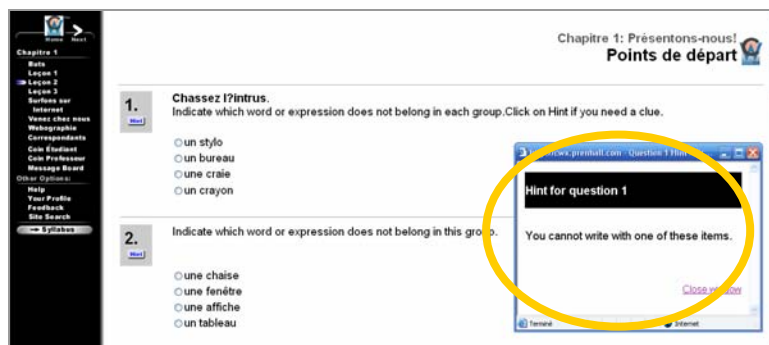 Home Next
Chapitre 1
Buts
Leçon 1
Leçon 2
Leçon 3
Surfons sur
Internet
Venez chez nous
Webographie
Correspondants
Coin Étudiant
Coin Professeur
Message Board
Other Options:
Help
Your Profile
Feedback
Site Search
Syllabus
Chapitre 1: Présentons-nous!
Points de départ
1.
Hint
Chassez l?intrus.
Indicate which word or expression does not belong in each group.Click on Hint if you need a clue.
un stylo
un bureau
une craie
un crayon
2.
Hint
Indicate which word or expression does not belong in this group.
une chaise
une fenêtre
une affiche
un tableau
prenhall.com - Question 1 Hint
Hint for question 1
You cannot write with one of these items.
Close window
Terminé
Internet